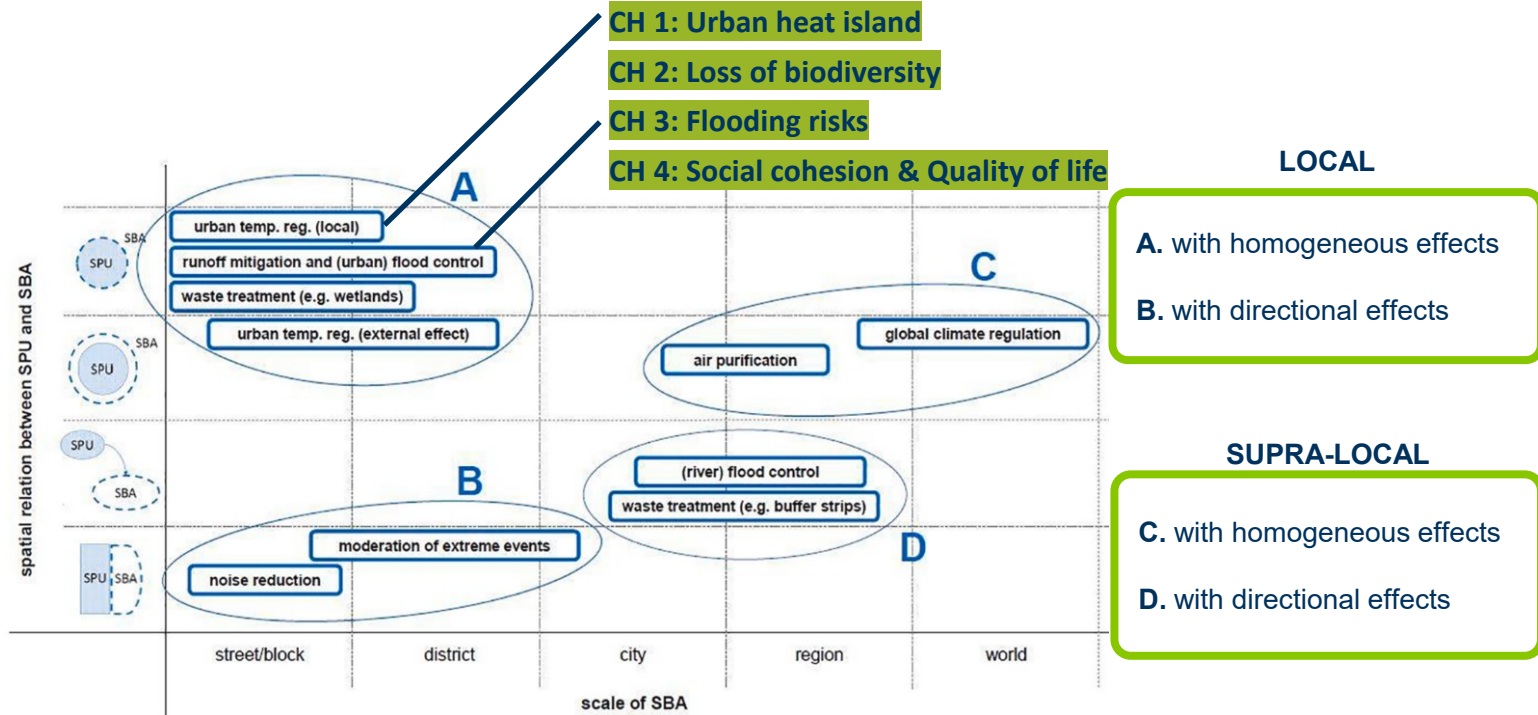 CH 1: Urban heat island
CH 2: Loss of biodiversity
CH 3: Flooding risks
CH 4: Social cohesion & Quality of life
spatial relation between SPU and SBA
A
SBA
SPU
urban temp. reg. (local)
runoff mitigation and (urban) flood control
waste treatment (e.g. wetlands)
C
SBA
SPU
urban temp. reg. (external effect)
global climate regulation
air purification
SPU
SBA
B
(river) flood control
waste treatment (e.g. buffer strips)
D
SPU
SBA
moderation of extreme events
noise reduction
street/block
district
city
region
world
scale of SBA
LOCAL
A. with homogeneous effects
B. with directional effects
SUPRA-LOCAL
C. with homogeneous effects
D. with directional effects